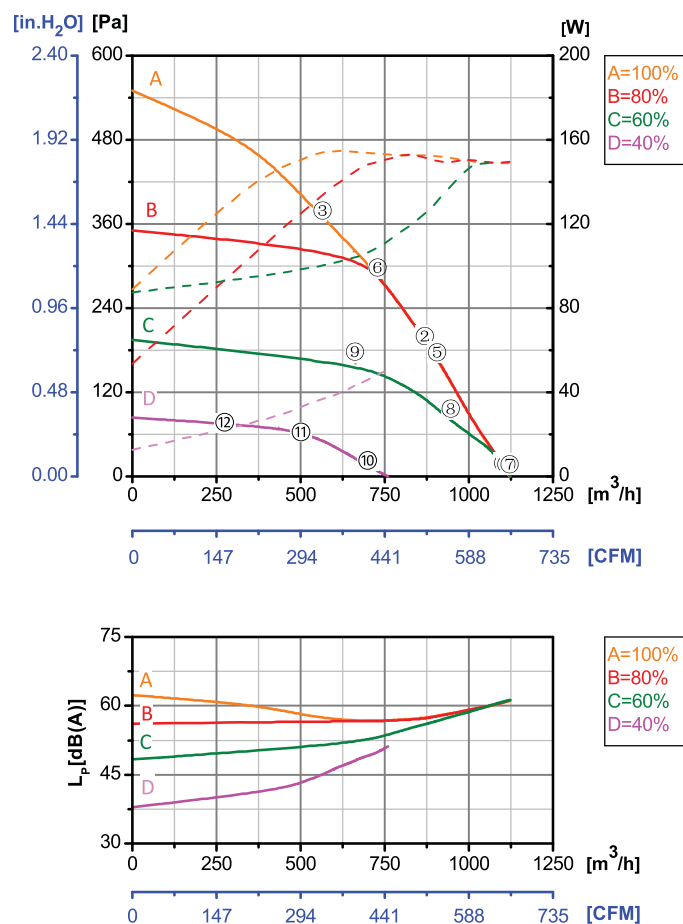 [in.H₂O] [Pa] [W]
2.40 600 200
A A=100%
B=80%
C=60%
D=40%
1.92 480 160
③
1.44 360 B 120
⑥
0.96 240 80
C ② ⑤
⑨
0.48 120 D 40
⑧
⑫ ⑪ ⑩ ⑦
0.00 0 0
0 250 500 750 1000 1250 [m³/h]
0 147 294 441 588 735 [CFM]
75
A=100%
B=80%
C=60%
D=40%
A
60 B
C
45 D
30
Lₚ[dB(A)]
0 250 500 750 1000 1250 [m³/h]
0 147 294 441 588 735 [CFM]